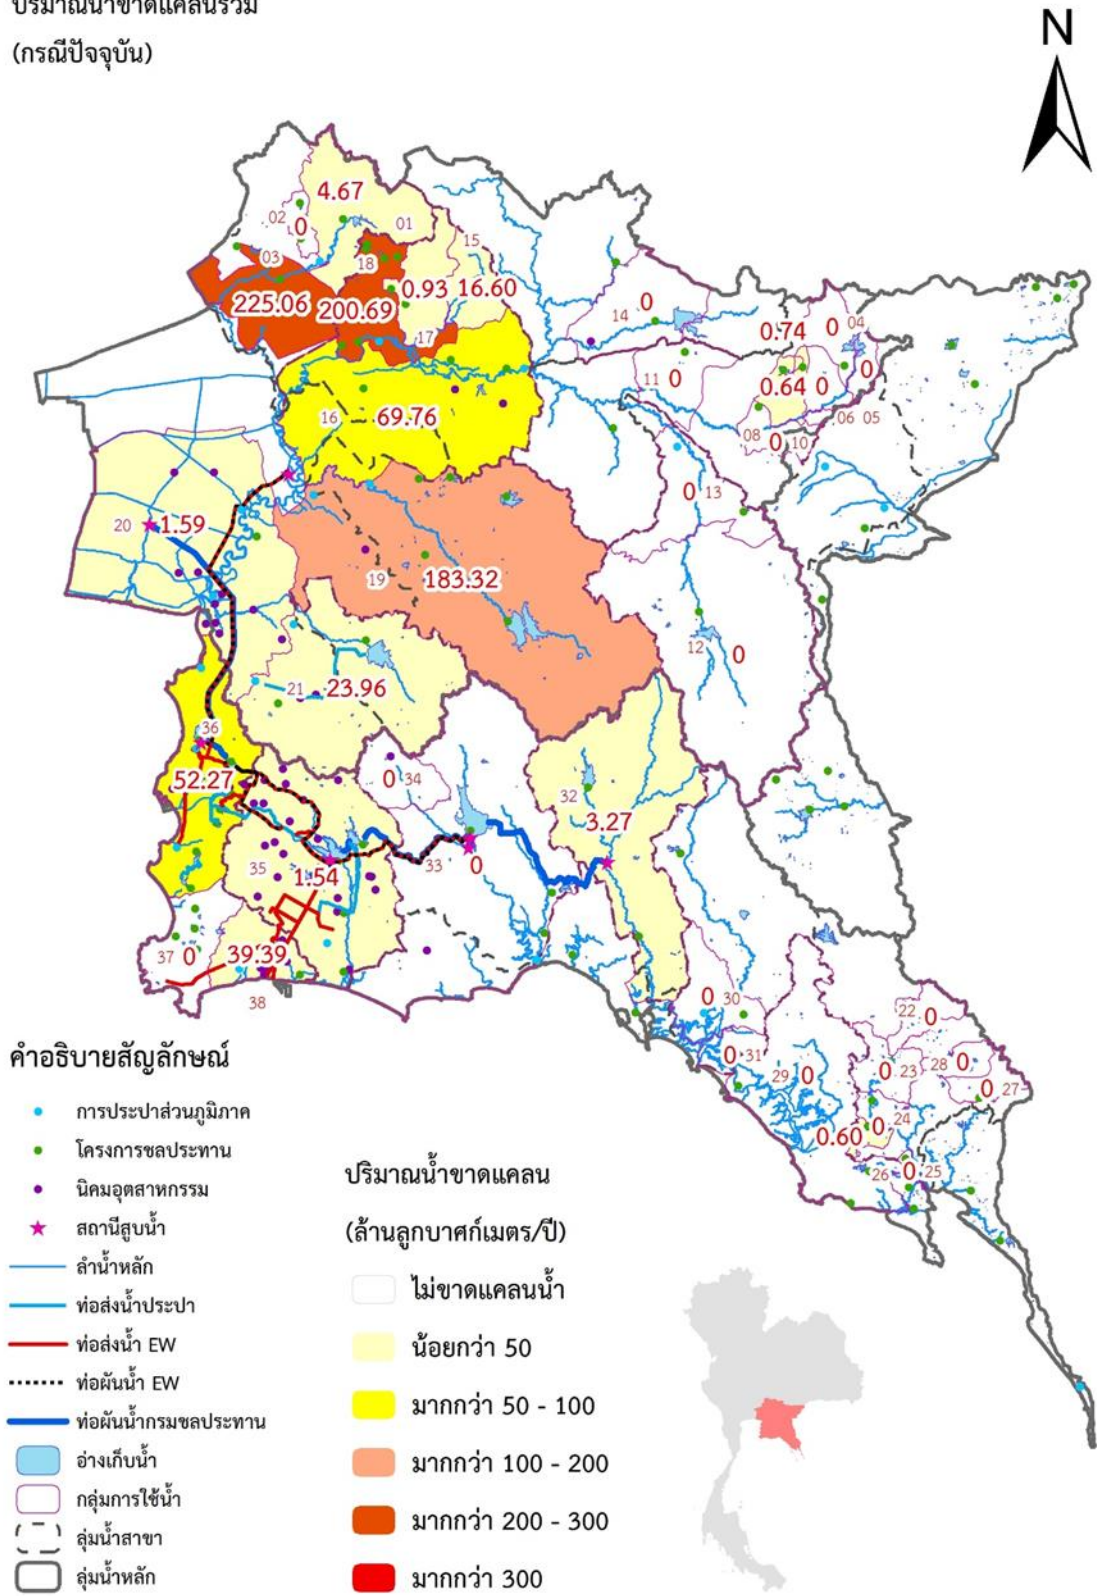 ปริมาณน้ำขาดแคลนรวม
(กรณีปัจจุบัน)
N
4.67
02
0
01
03
18
15
225.06
200.69
0.93
16.60
17
14
0
0.74
0
04
11
0
0.64
0
0
06
05
08
0
10
16
69.76
0
13
20
1.59
19
183.32
12
0
21
23.96
36
52.27
0
34
32
3.27
35
1.54
33
0
37
0
39.39
38
0
30
22
0
0
31
29
0
0
23
28
0
0
27
24
0.60
0
26
0
25
คำอธิบายสัญลักษณ์
การประปาส่วนภูมิภาค
โครงการชลประทาน
นิคมอุตสาหกรรม
สถานีสูบน้ำ
ลำน้ำหลัก
ท่อส่งน้ำประปา
ท่อส่งน้ำ EW
ท่อผันน้ำ EW
ท่อผันน้ำกรมชลประทาน
อ่างเก็บน้ำ
กลุ่มการใช้น้ำ
ลุ่มน้ำสาขา
ลุ่มน้ำหลัก
ปริมาณน้ำขาดแคลน
(ล้านลูกบาศก์เมตร/ปี)
ไม่ขาดแคลนน้ำ
น้อยกว่า 50
มากกว่า 50 - 100
มากกว่า 100 - 200
มากกว่า 200 - 300
มากกว่า 300